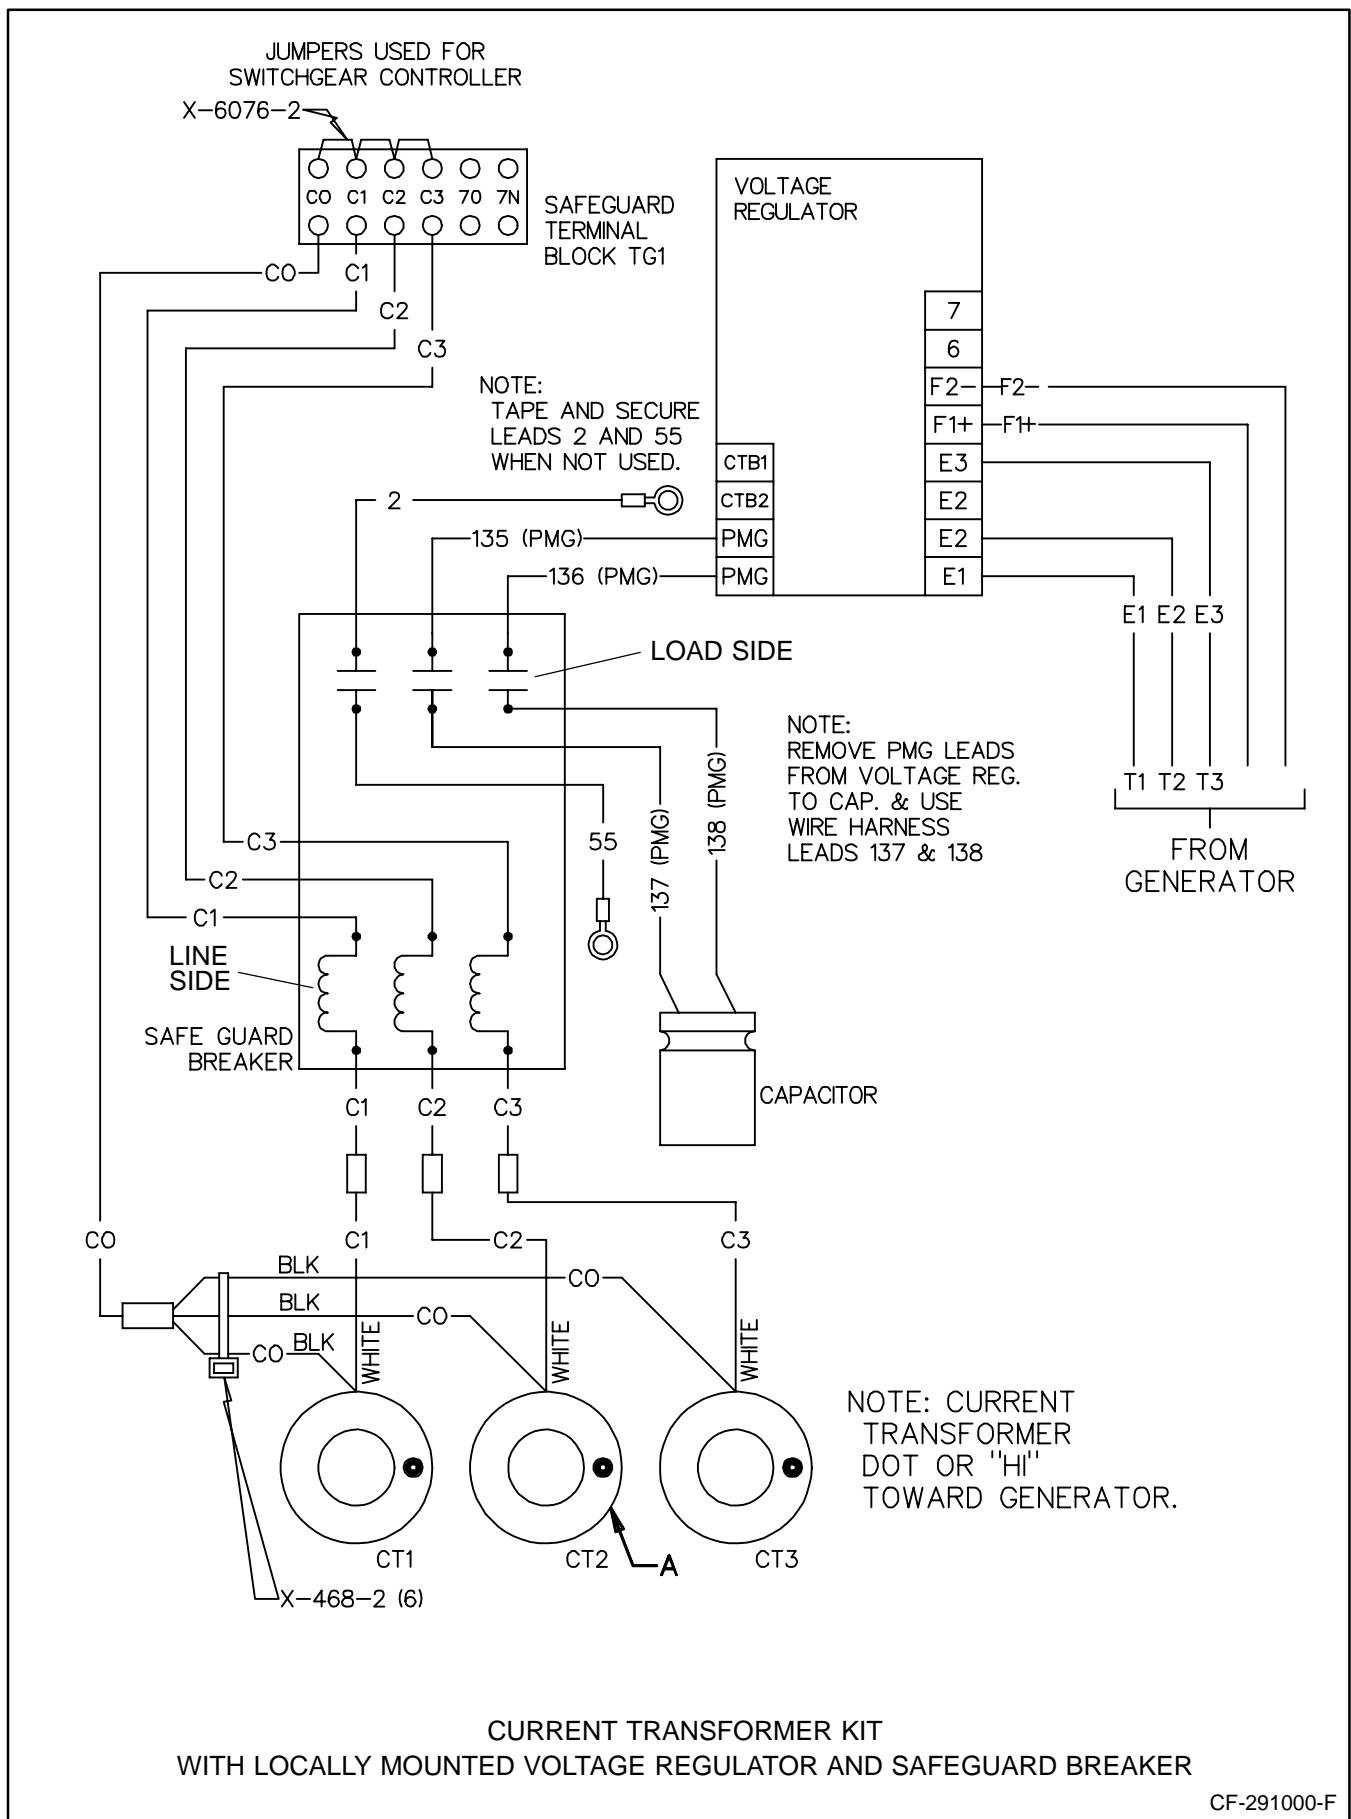 JUMPERS USED FOR
SWITCHGEAR CONTROLLER
X-6076-2
CO C1 C2 C3 70 7N
SAFEGUARD
TERMINAL
BLOCK TG1
CO
C1
C2
C3
VOLTAGE
REGULATOR
7
6
F2- F2-
F1+ F1+
CTB1 E3
CTB2 E2
PMG E2
PMG E1
NOTE:
TAPE AND SECURE
LEADS 2 AND 55
WHEN NOT USED.
2
135 (PMG)
136 (PMG)
E1 E2 E3
LOAD SIDE
NOTE:
REMOVE PMG LEADS
FROM VOLTAGE REG.
TO CAP. & USE
WIRE HARNESS
LEADS 137 & 138
T1 T2 T3
FROM
GENERATOR
137 (PMG)
138 (PMG)
55
C3
C2
C1
LINE
SIDE
SAFE GUARD
BREAKER
CAPACITOR
C1 C2 C3
CO
C1 C2 C3
BLK CO
BLK CO
CO BLK
WHITE WHITE WHITE
NOTE: CURRENT
TRANSFORMER
DOT OR "HI"
TOWARD GENERATOR.
CT1 CT2 CT3
A
X-468-2 (6)
CURRENT TRANSFORMER KIT
WITH LOCALLY MOUNTED VOLTAGE REGULATOR AND SAFEGUARD BREAKER
CF-291000-F